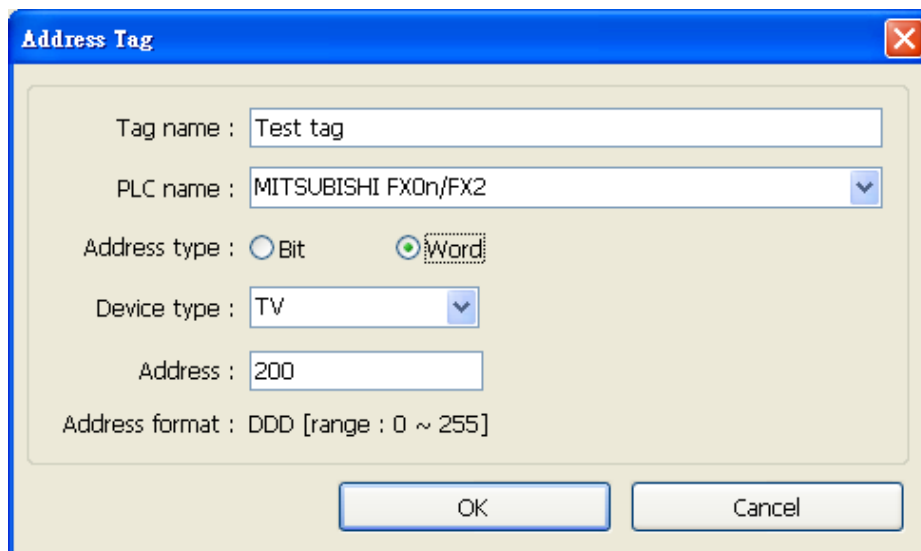 Address Tag
Tag name : Test tag
PLC name : MITSUBISHI FX0n/FX2
Address type : Bit Word
Device type : TV
Address : 200
Address format : DDD [range : 0 ~ 255]
OK Cancel